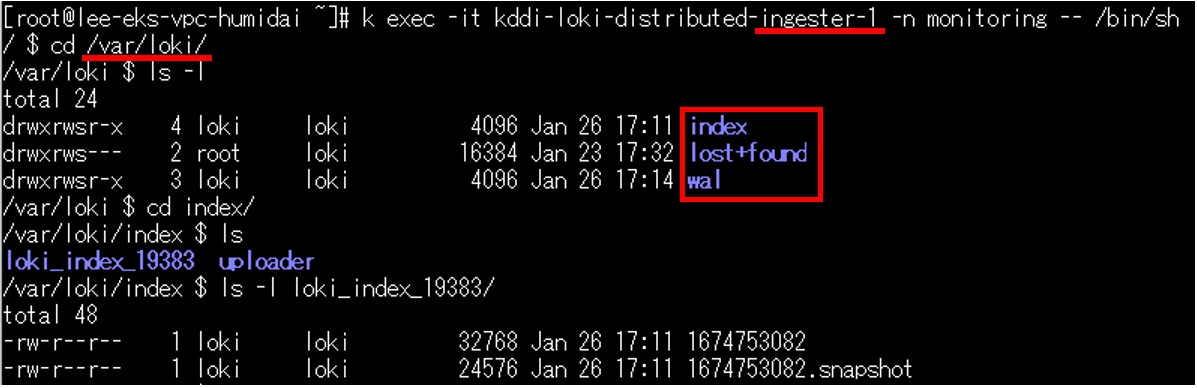 [root@lee-eks-vpc-humidai ~]# k exec -it kddi-loki-distributed-ingester-1 -n monitoring -- /bin/sh
/ $ cd /var/loki/
/var/loki $ ls -l
total 24
drwxrwsr-x 4 loki loki 4096 Jan 26 17:11 index
drwxrws--- 2 root loki 16384 Jan 23 17:32 lost+found
drwxrwsr-x 3 loki loki 4096 Jan 26 17:14 wal
/var/loki $ cd index/
/var/loki/index $ ls
loki_index_19383 uploader
/var/loki/index $ ls -l loki_index_19383/
total 48
-rw-r--r-- 1 loki loki 32768 Jan 26 17:11 1674753082
-rw-r--r-- 1 loki loki 24576 Jan 26 17:11 1674753082.snapshot